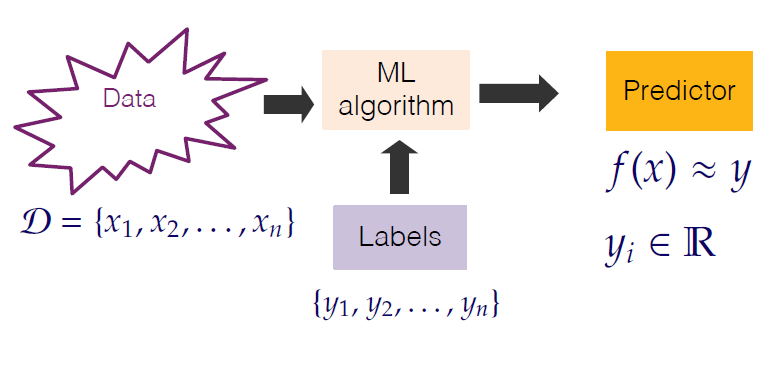 Data
ML
algorithm
Predictor
𝒟 = {x₁, x₂, . . . , xₙ}
Labels
{y₁, y₂, . . . , yₙ}
f(x) ≈ y
yᵢ ∈ ℝ